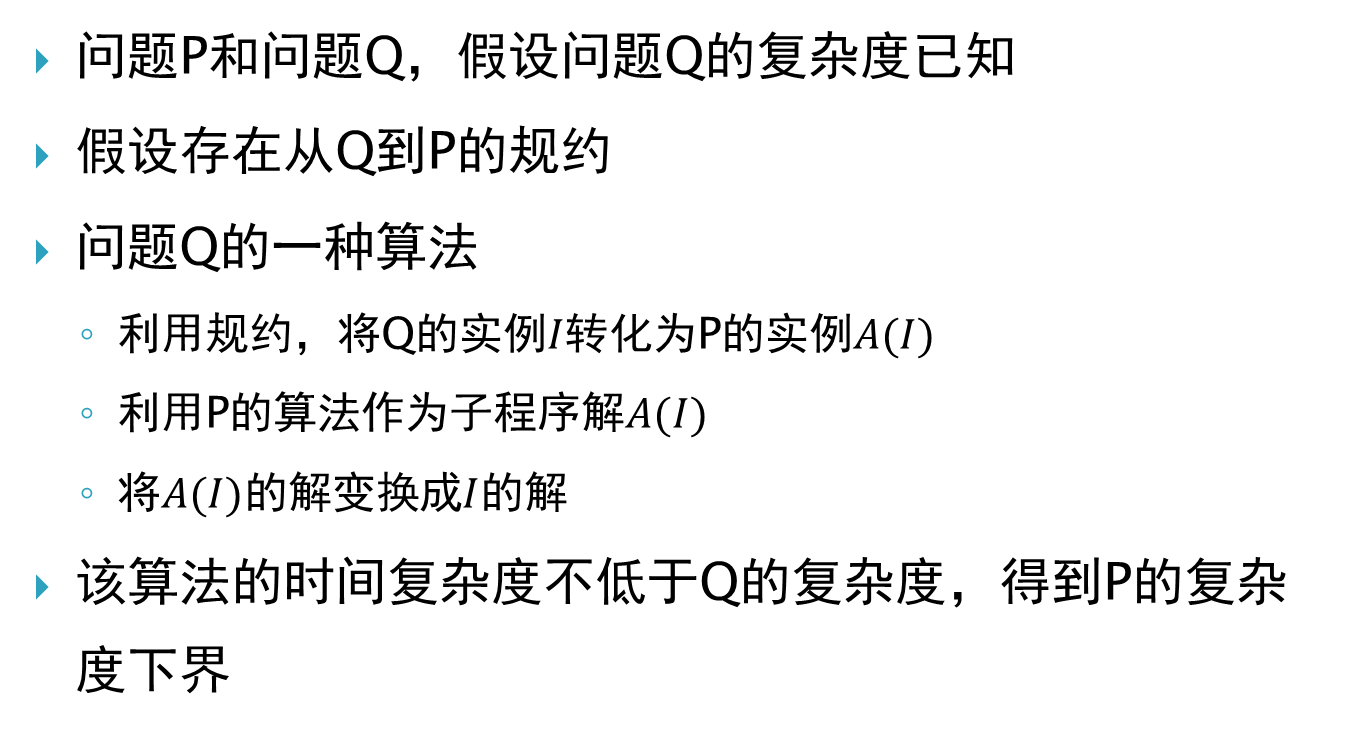 问题P和问题Q，假设问题Q的复杂度已知
假设存在从Q到P的规约
问题Q的一种算法
利用规约，将Q的实例I转化为P的实例A(I)
利用P的算法作为子程序解A(I)
将A(I)的解变换成I的解
该算法的时间复杂度不低于Q的复杂度，得到P的复杂
度下界